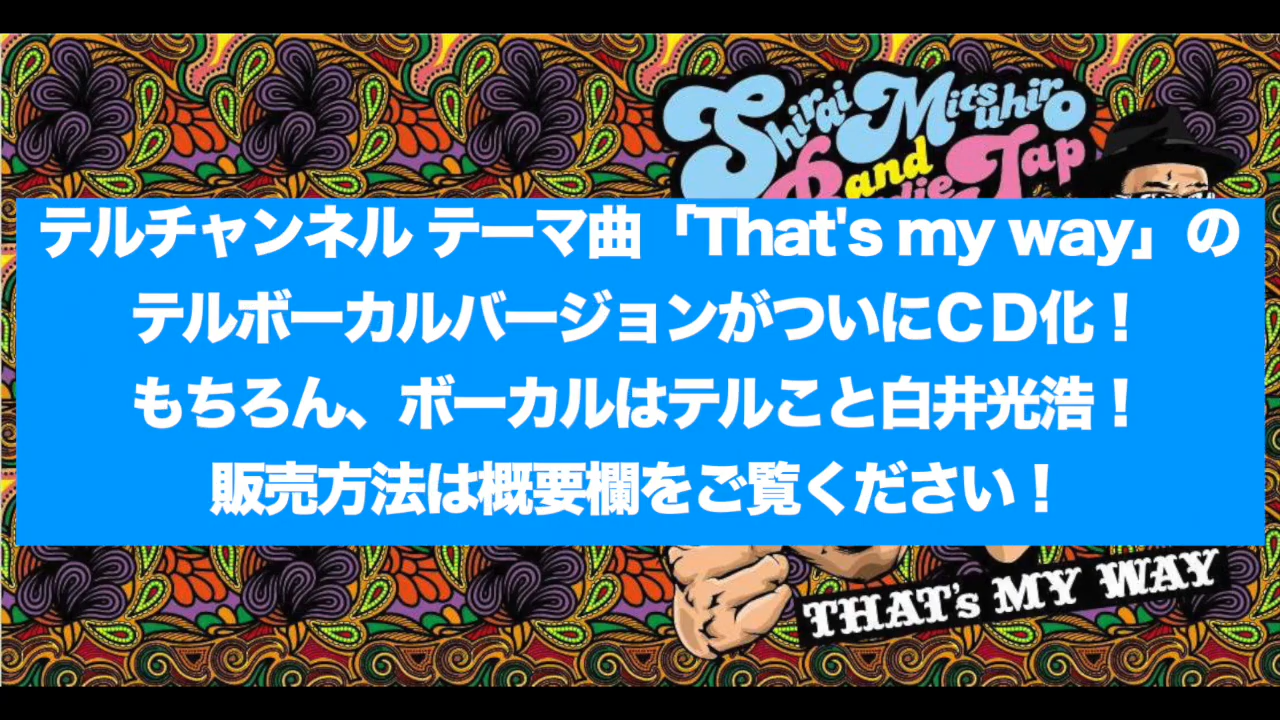 Shirai Mitsuhiro
and
Tap
テルチャンネル テーマ曲「That's my way」の
テルボーカルバージョンがついにＣＤ化！
もちろん、ボーカルはテルこと白井光浩！
販売方法は概要欄をご覧ください！
THAT's MY WAY